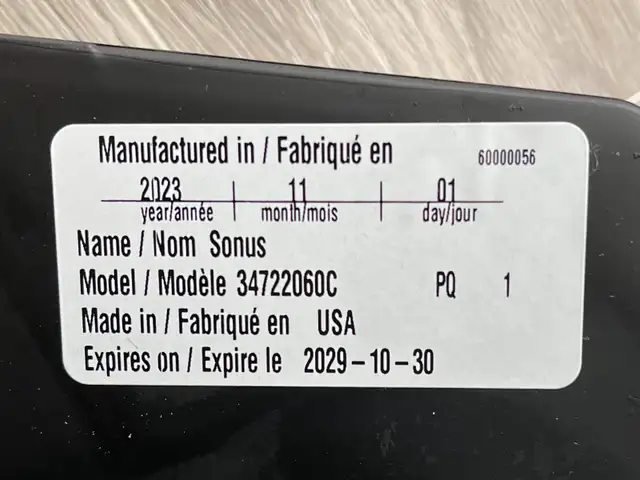 Manufactured in / Fabriqué en 60000056
2023 11 01
year/année | month/mois | day/jour
Name / Nom Sonus
Model / Modèle 34722060C PQ 1
Made in / Fabriqué en USA
Expires on / Expire le 2029-10-30